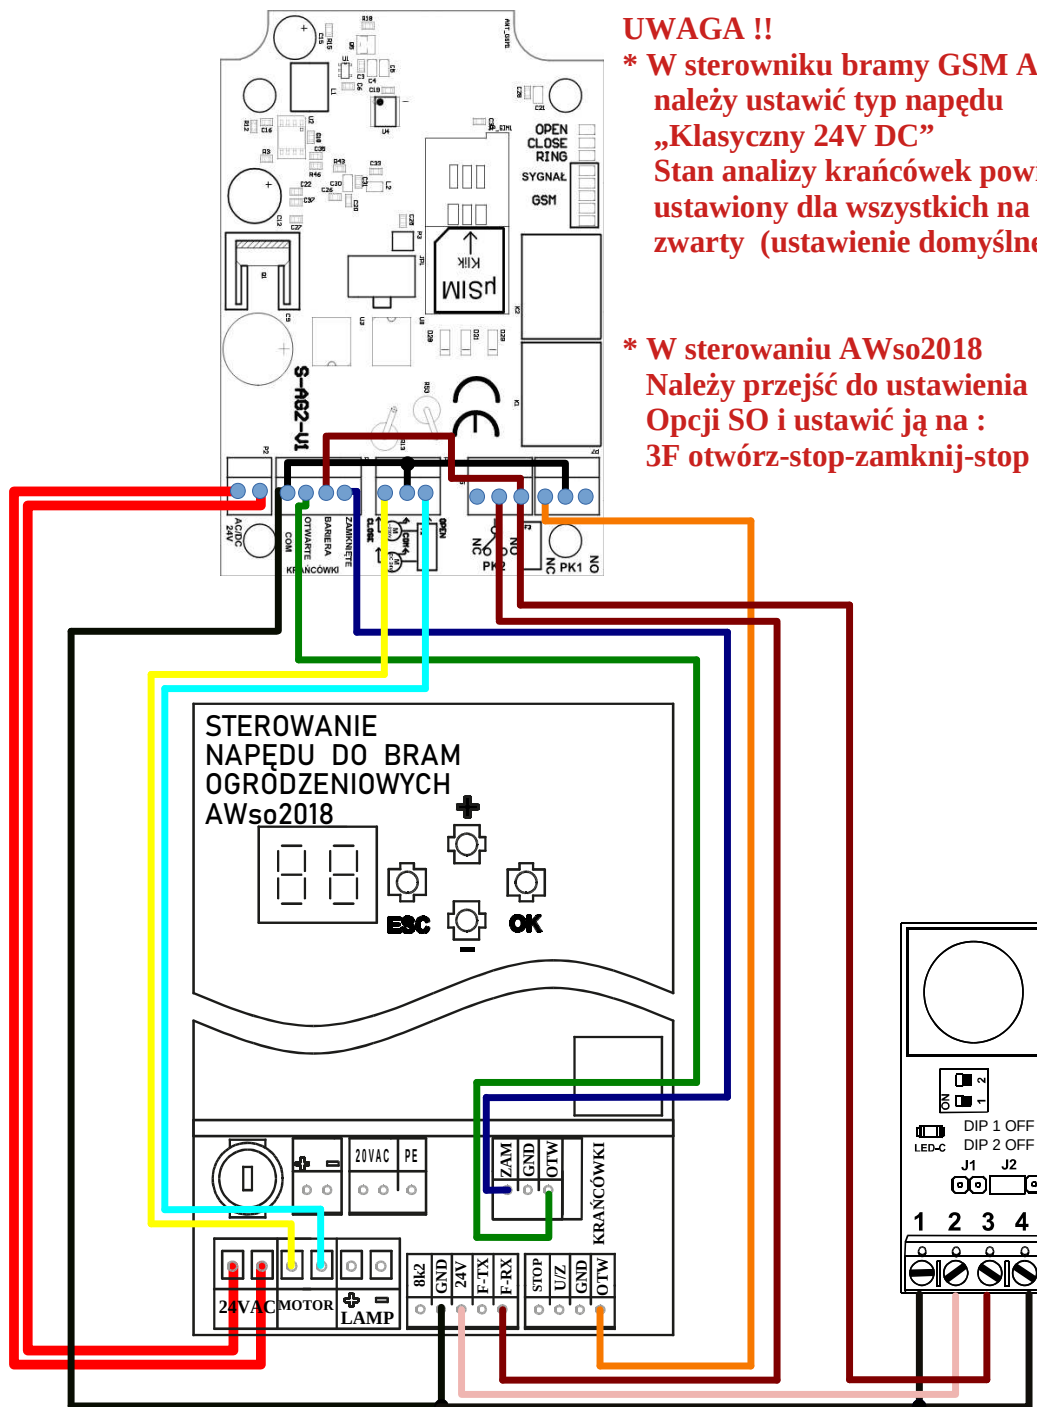 UWAGA !!
* W sterowniku bramy GSM A
należy ustawić typ napędu
„Klasyczny 24V DC”
Stan analizy krańcówek powi
ustawiony dla wszystkich na
zwarty (ustawienie domyślne
* W sterowaniu AWso2018
Należy przejść do ustawienia
Opcji SO i ustawić ją na :
3F otwórz-stop-zamknij-stop
OPEN
CLOSE
RING
SYGNAŁ
GSM
Klik
µSIM
S-AG2-V1
AC/DC
24V
COM
OTWARTE
BARIERA
ZAMKNIĘTE
KRAŃCÓWKI
CLOSE
COM
OPEN
NC
NO
PK2
NC
PK1
NO
STEROWANIE
NAPĘDU DO BRAM
OGRODZENIOWYCH
AWso2018
+
ESC
OK
-
+ -
20VAC
PE
ZAM
GND
OTW
KRAŃCÓWKI
24VAC
MOTOR
+ -
LAMP
8k2
GND
24V
F-TX
F-RX
STOP
U/Z
GND
OTW
ON
2
1
LED-C
DIP 1 OFF
DIP 2 OFF
J1
J2
1 2 3 4